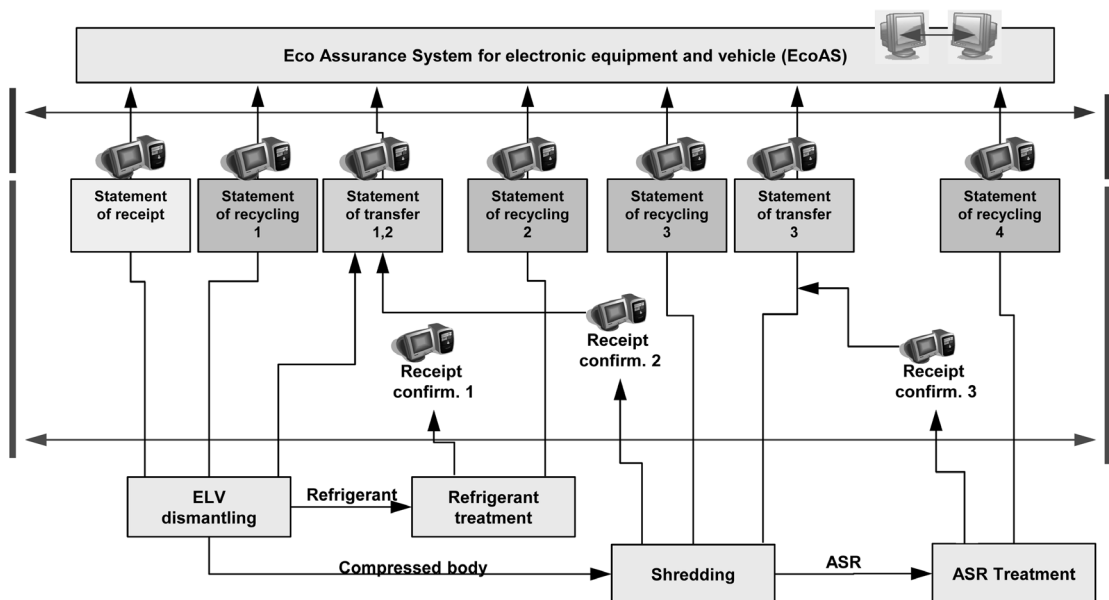 Eco Assurance System for electronic equipment and vehicle (EcoAS)
Statement
of receipt
Statement
of recycling
1
Statement
of transfer
1,2
Statement
of recycling
2
Statement
of recycling
3
Statement
of transfer
3
Statement
of recycling
4
Receipt
confirm. 1
Receipt
confirm. 2
Receipt
confirm. 3
ELV
dismantling
Refrigerant
Refrigerant
treatment
Compressed body
Shredding
ASR
ASR Treatment